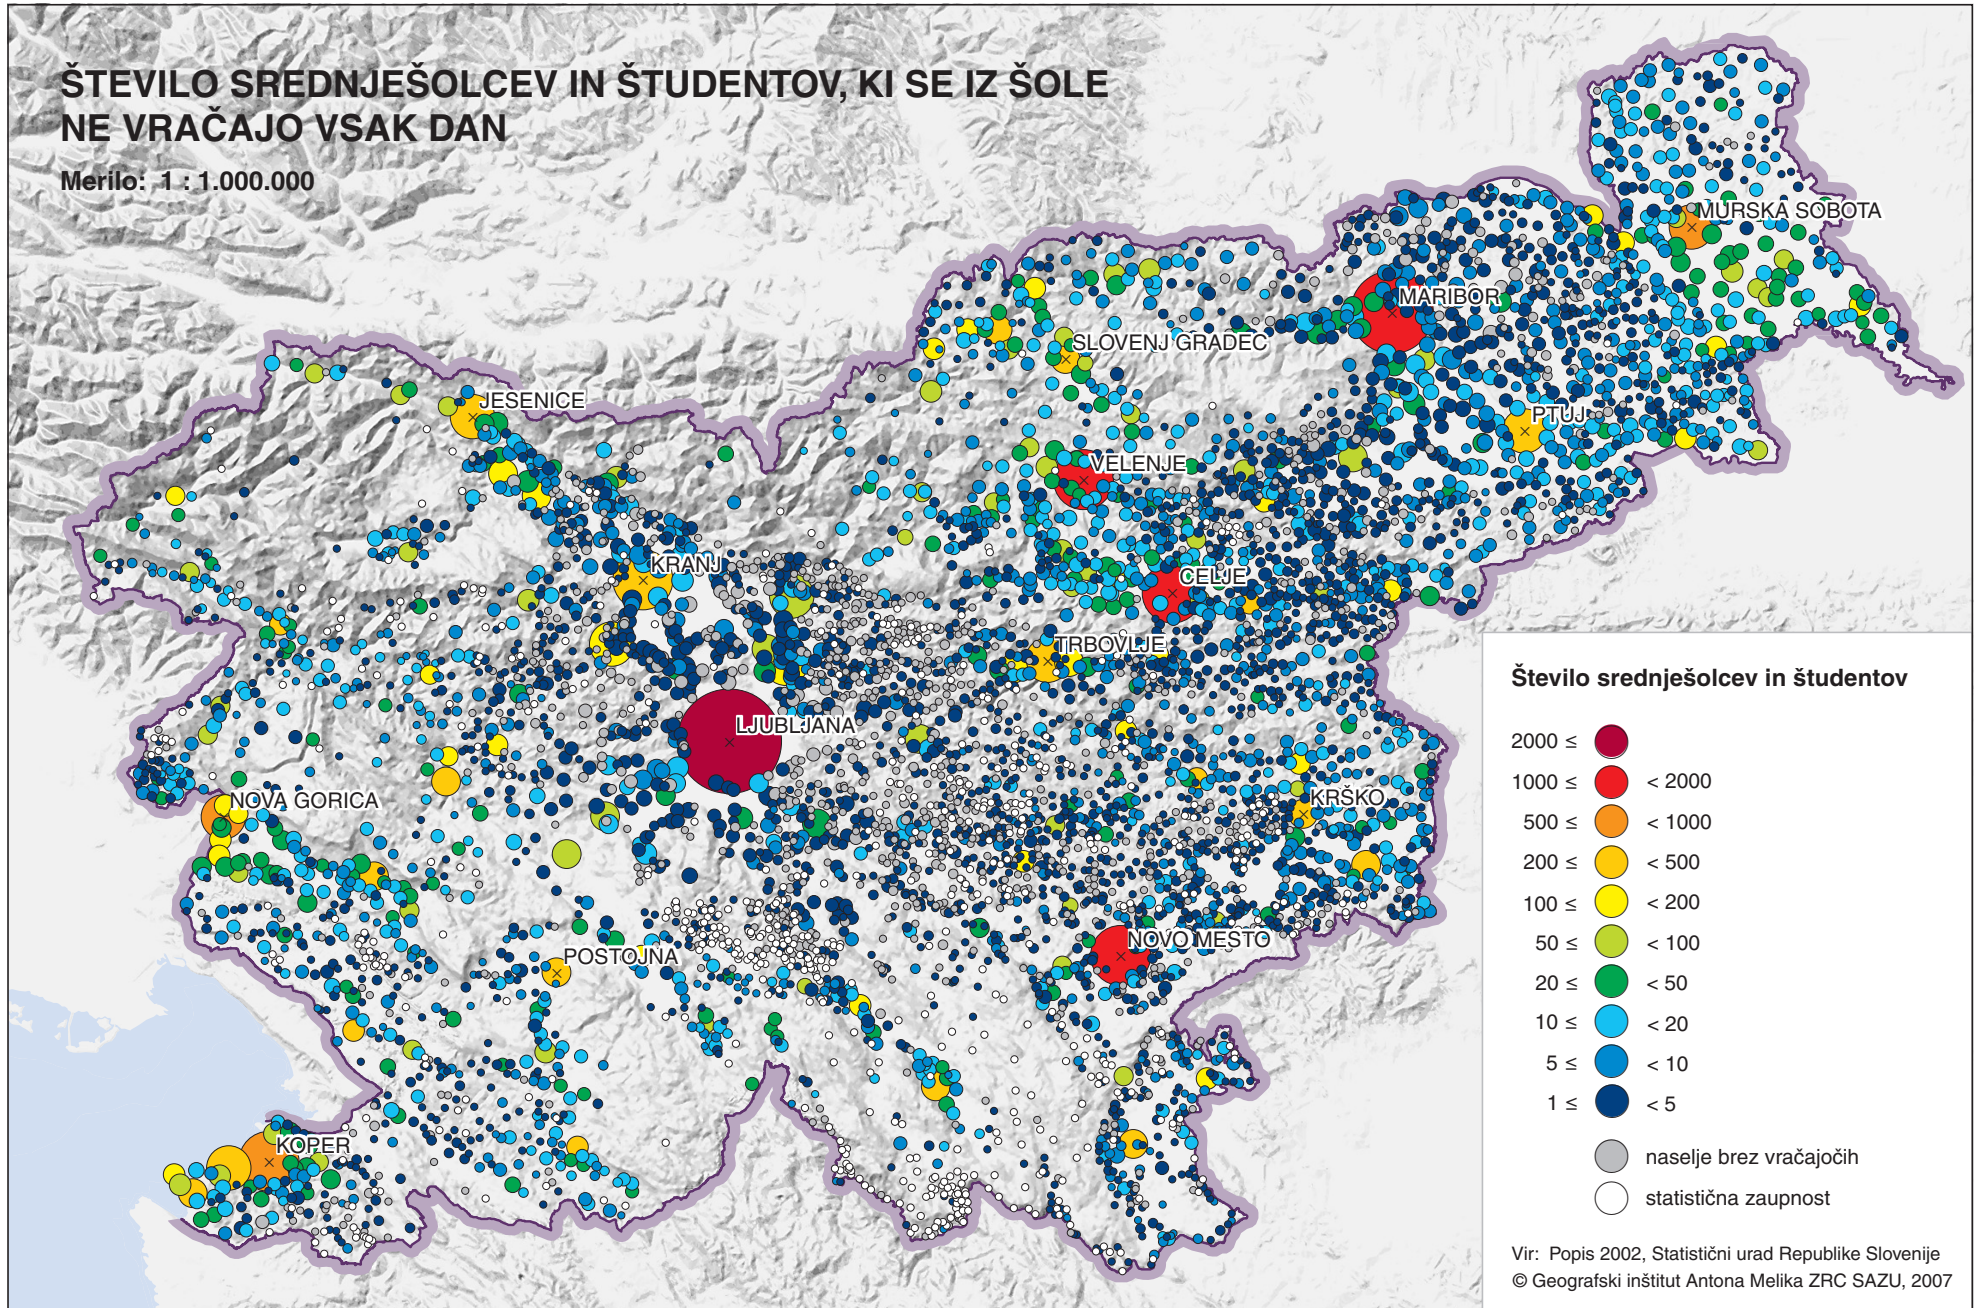 ŠTEVILO SREDNJEŠOLCEV IN ŠTUDENTOV, KI SE IZ ŠOLE
NE VRAČAJO VSAK DAN
Merilo: 1 : 1.000.000
MURSKA SOBOTA
MARIBOR
SLOVENJ GRADEC
JESENICE
PTUJ
VELENJE
KRANJ
CELJE
TRBOVLJE
LJUBLJANA
NOVA GORICA
KRŠKO
NOVO MESTO
POSTOJNA
KOPER
Število srednješolcev in študentov
2000 ≤
1000 ≤ < 2000
500 ≤ < 1000
200 ≤ < 500
100 ≤ < 200
50 ≤ < 100
20 ≤ < 50
10 ≤ < 20
5 ≤ < 10
1 ≤ < 5
naselje brez vračajočih
statistična zaupnost
Vir: Popis 2002, Statistični urad Republike Slovenije
© Geografski inštitut Antona Melika ZRC SAZU, 2007